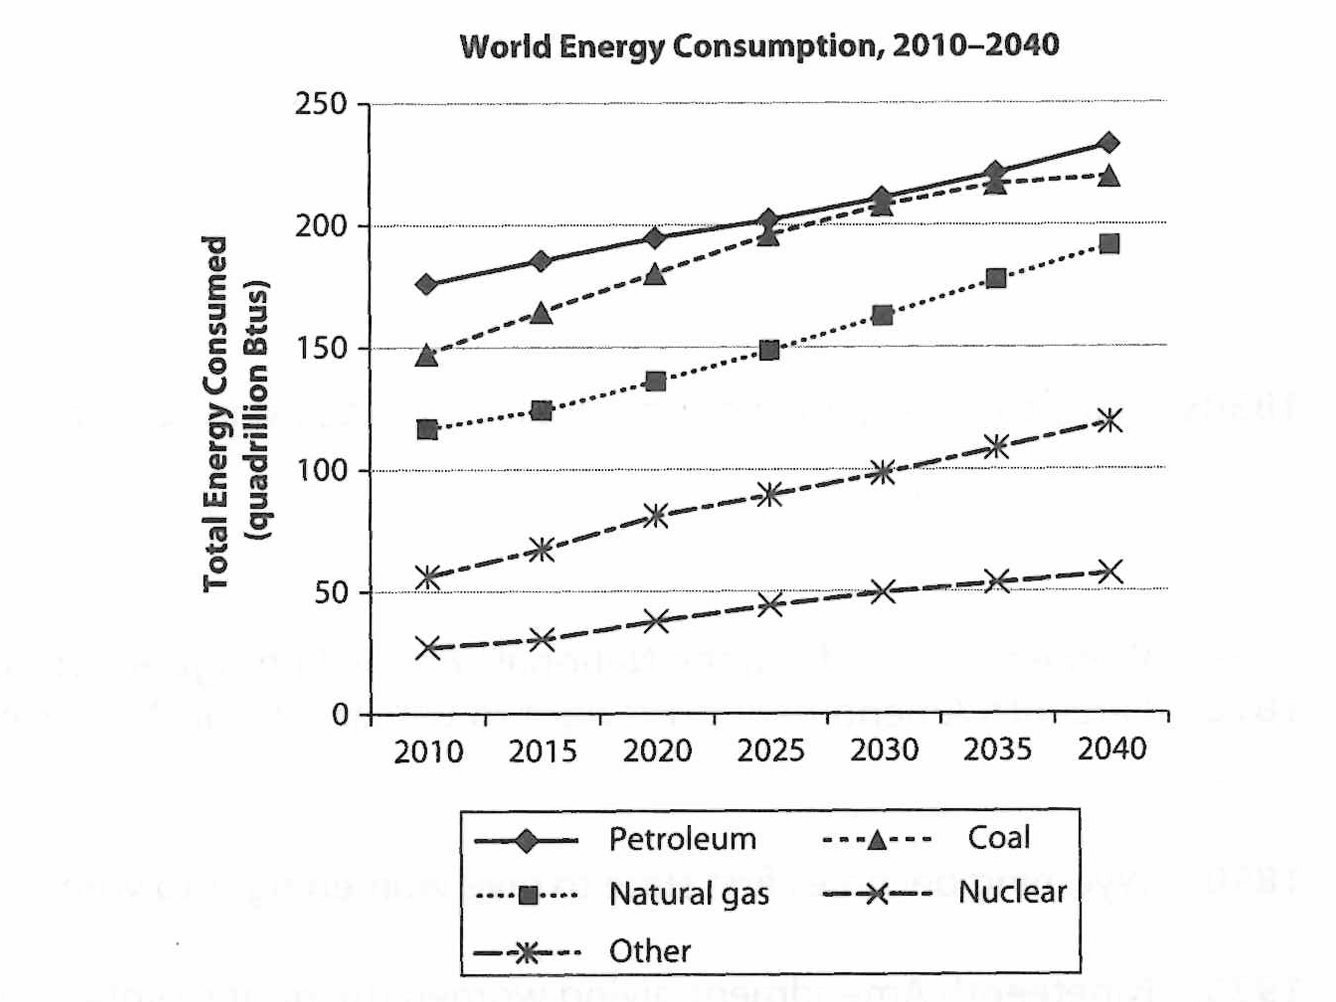 World Energy Consumption, 2010–2040
Total Energy Consumed
(quadrillion Btus)
250
200
150
100
50
0
2010 2015 2020 2025 2030 2035 2040
Petroleum Coal
Natural gas Nuclear
Other